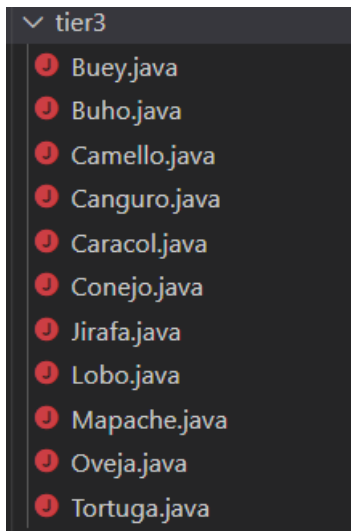 tier3
J Buey.java
J Buho.java
J Camello.java
J Canguro.java
J Caracol.java
J Conejo.java
J Jirafa.java
J Lobo.java
J Mapache.java
J Oveja.java
J Tortuga.java